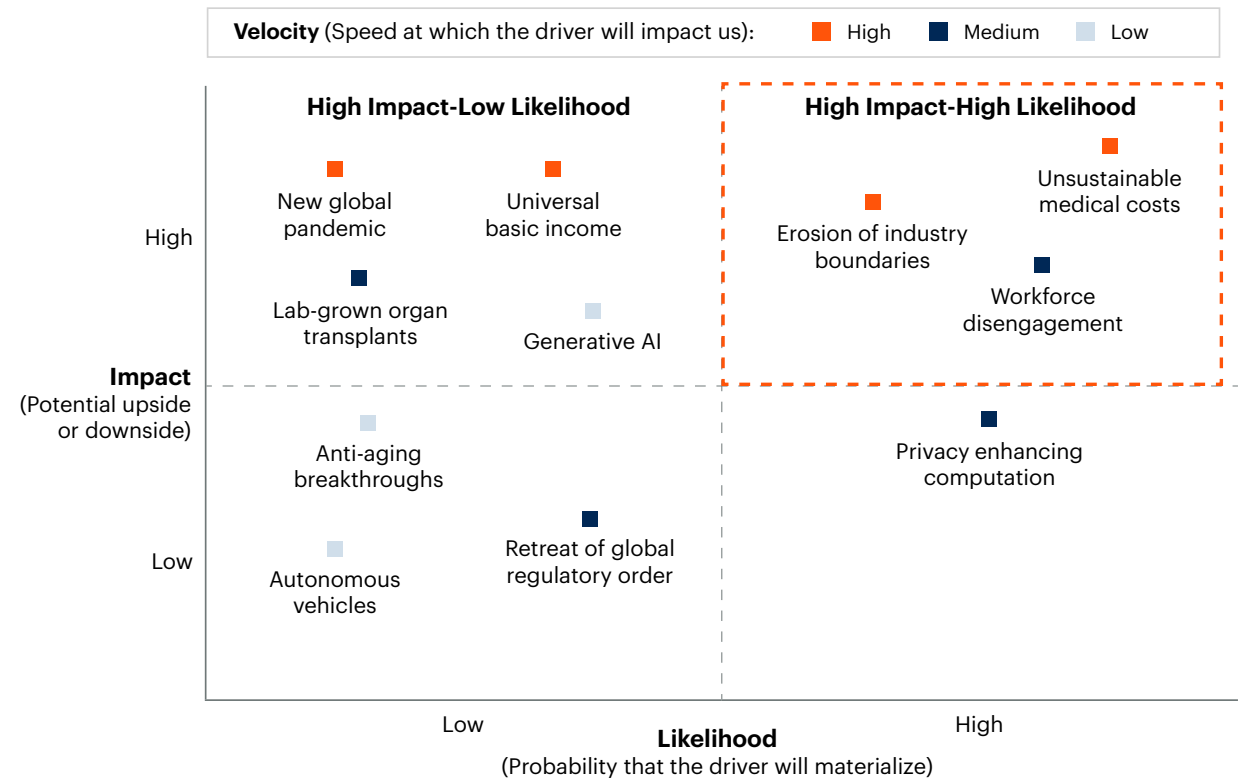 Velocity (Speed at which the driver will impact us):
High
Medium
Low
High Impact-Low Likelihood
High Impact-High Likelihood
New global
pandemic
Universal
basic income
Unsustainable
medical costs
Erosion of industry
boundaries
High
Lab-grown organ
transplants
Generative AI
Workforce
disengagement
Impact
(Potential upside
or downside)
Anti-aging
breakthroughs
Privacy enhancing
computation
Low
Retreat of global
regulatory order
Autonomous
vehicles
Low
High
Likelihood
(Probability that the driver will materialize)